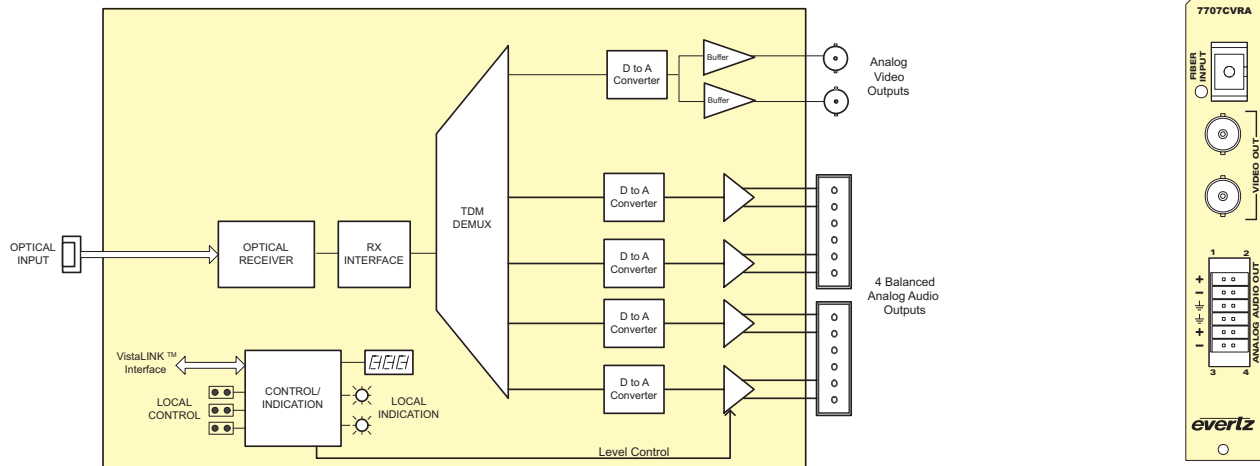 D to A
Converter
Buffer
Buffer
Analog
Video
Outputs
OPTICAL
INPUT
OPTICAL
RECEIVER
RX
INTERFACE
TDM
DEMUX
D to A
Converter
D to A
Converter
D to A
Converter
D to A
Converter
4 Balanced
Analog Audio
Outputs
VistaLINK ™
Interface
LOCAL
CONTROL
CONTROL/
INDICATION
LOCAL
INDICATION
Level Control
7707CVRA
FIBER
INPUT
VIDEO OUT
1 2
+
−
+
−
3 4
ANALOG AUDIO OUT
evertz